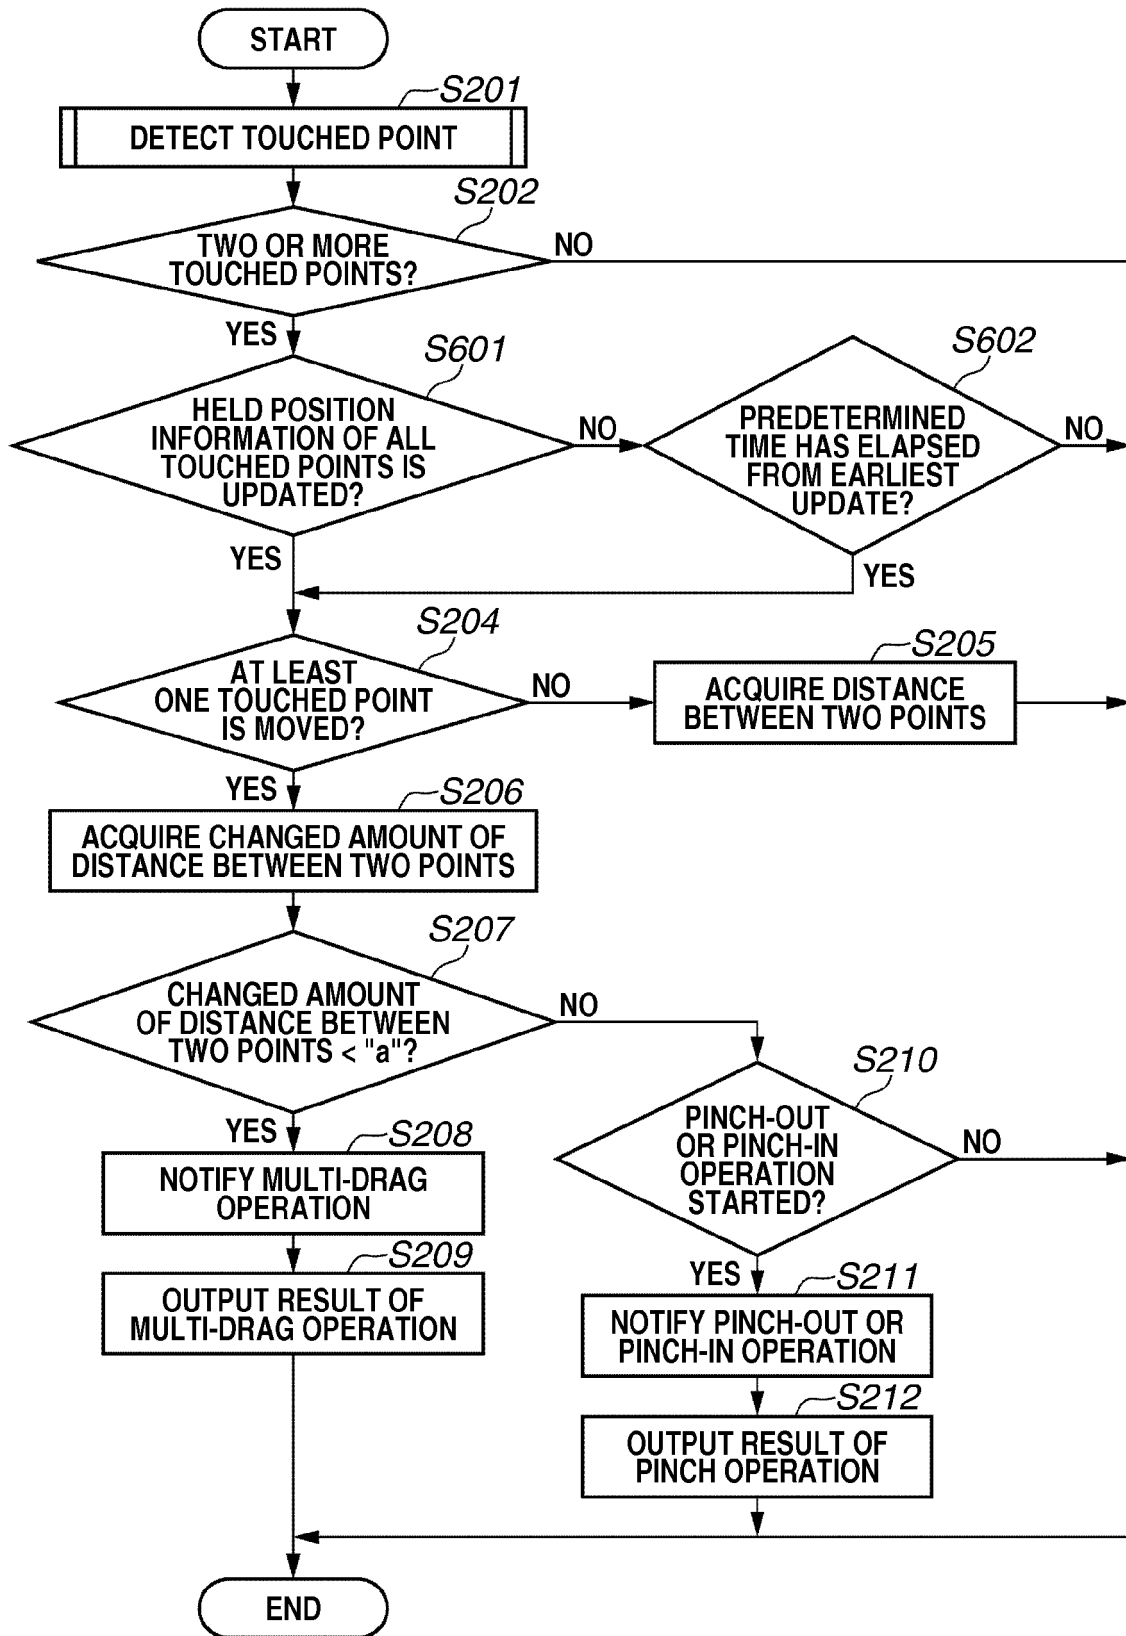 START
S201
DETECT TOUCHED POINT
S202
TWO OR MORE
TOUCHED POINTS?
NO
YES
S601
HELD POSITION
INFORMATION OF ALL
TOUCHED POINTS IS
UPDATED?
NO
YES
S602
PREDETERMINED
TIME HAS ELAPSED
FROM EARLIEST
UPDATE?
NO
YES
S204
AT LEAST
ONE TOUCHED POINT
IS MOVED?
NO
YES
S205
ACQUIRE DISTANCE
BETWEEN TWO POINTS
S206
ACQUIRE CHANGED AMOUNT OF
DISTANCE BETWEEN TWO POINTS
S207
CHANGED AMOUNT
OF DISTANCE BETWEEN
TWO POINTS < "a"?
NO
YES
S208
NOTIFY MULTI-DRAG
OPERATION
S209
OUTPUT RESULT OF
MULTI-DRAG OPERATION
S210
PINCH-OUT
OR PINCH-IN
OPERATION
STARTED?
NO
YES
S211
NOTIFY PINCH-OUT OR
PINCH-IN OPERATION
S212
OUTPUT RESULT OF
PINCH OPERATION
END